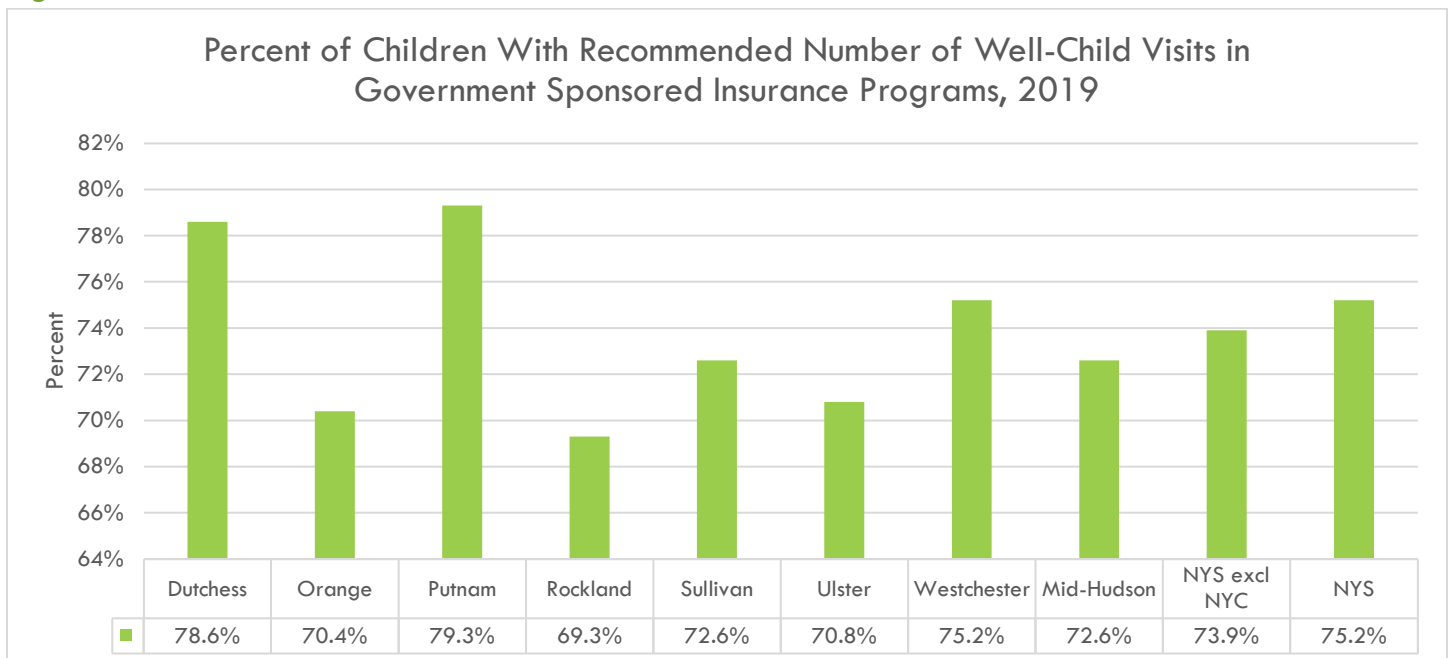 Percent of Children With Recommended Number of Well-Child Visits in
Government Sponsored Insurance Programs, 2019
82%
80%
78%
76%
74%
72%
70%
68%
66%
64%
Percent
Dutchess Orange Putnam Rockland Sullivan Ulster Westchester Mid-Hudson NYS excl NYC NYS
78.6% 70.4% 79.3% 69.3% 72.6% 70.8% 75.2% 72.6% 73.9% 75.2%